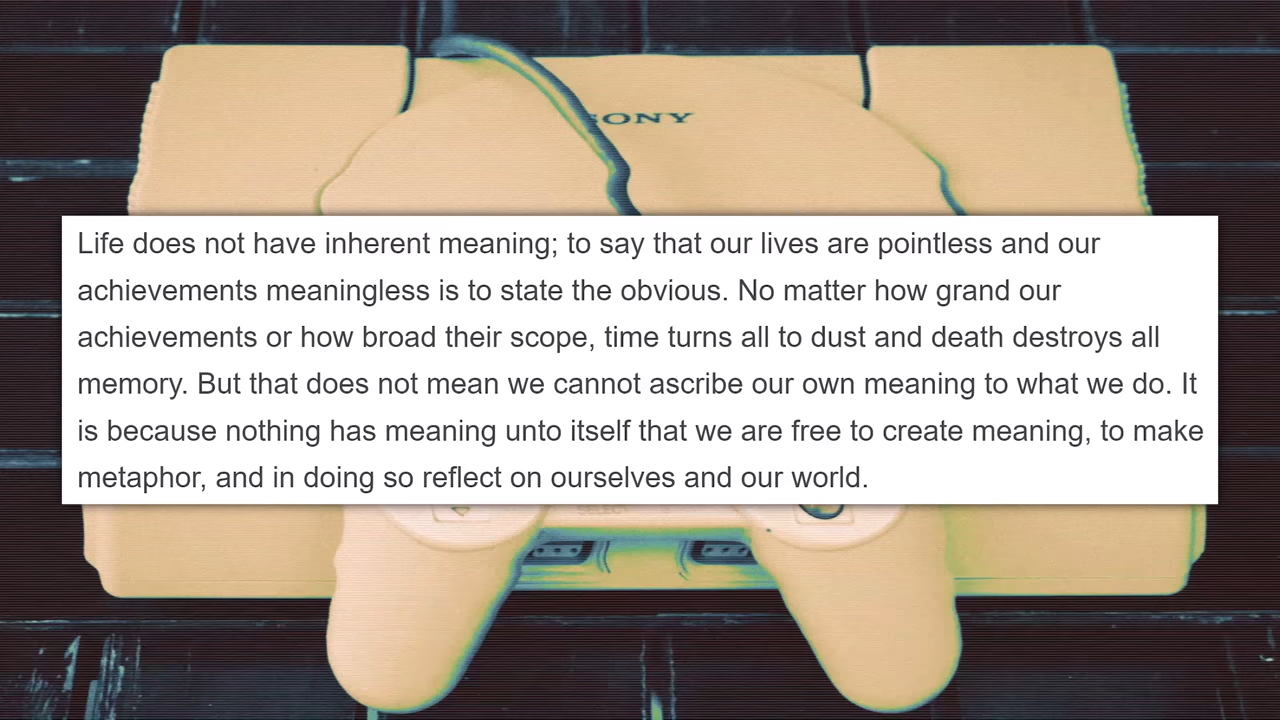 SONY
Life does not have inherent meaning; to say that our lives are pointless and our
achievements meaningless is to state the obvious. No matter how grand our
achievements or how broad their scope, time turns all to dust and death destroys all
memory. But that does not mean we cannot ascribe our own meaning to what we do. It
is because nothing has meaning unto itself that we are free to create meaning, to make
metaphor, and in doing so reflect on ourselves and our world.
SELECT